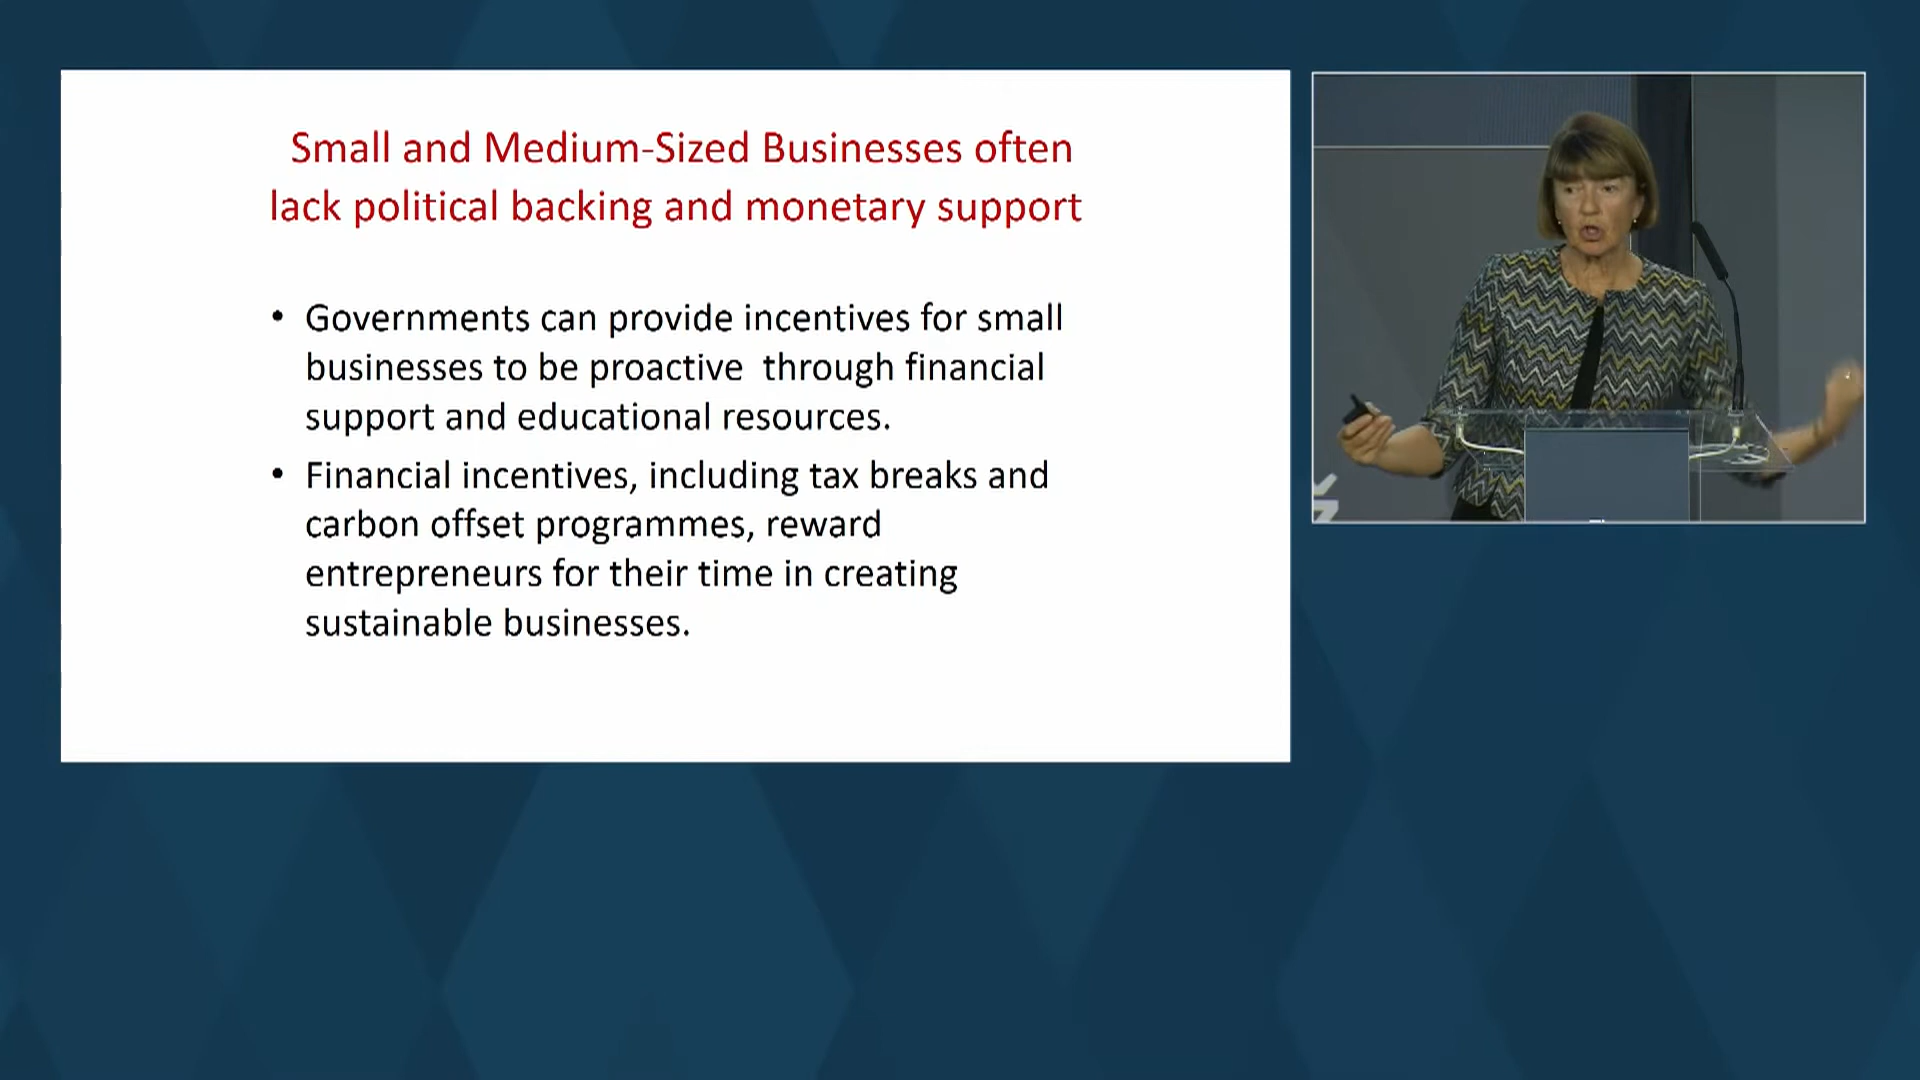 Small and Medium-Sized Businesses often
lack political backing and monetary support
• Governments can provide incentives for small
businesses to be proactive  through financial
support and educational resources.
• Financial incentives, including tax breaks and
carbon offset programmes, reward
entrepreneurs for their time in creating
sustainable businesses.